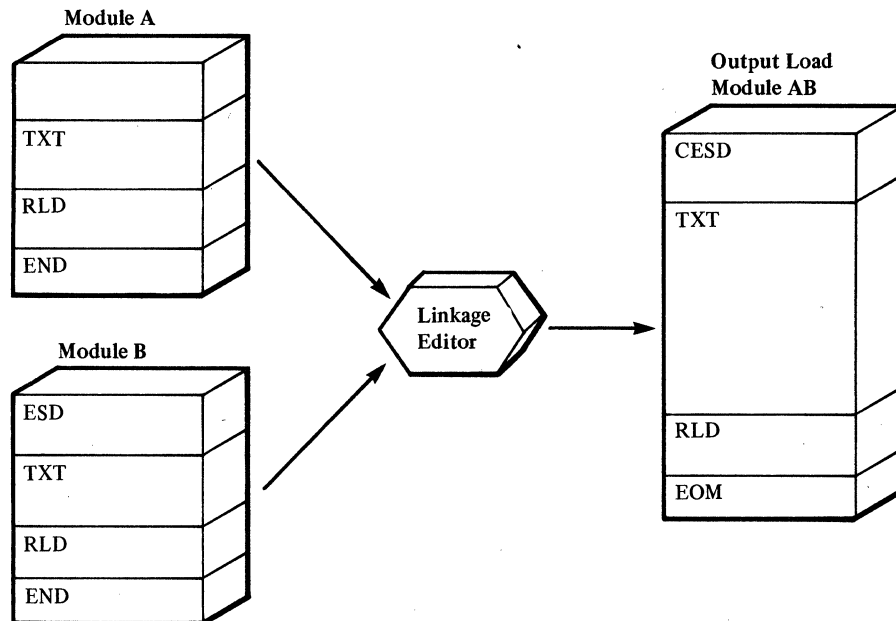 Module A
TXT
RLD
END
Module B
ESD
TXT
RLD
END
Linkage
Editor
Output Load
Module AB
CESD
TXT
RLD
EOM